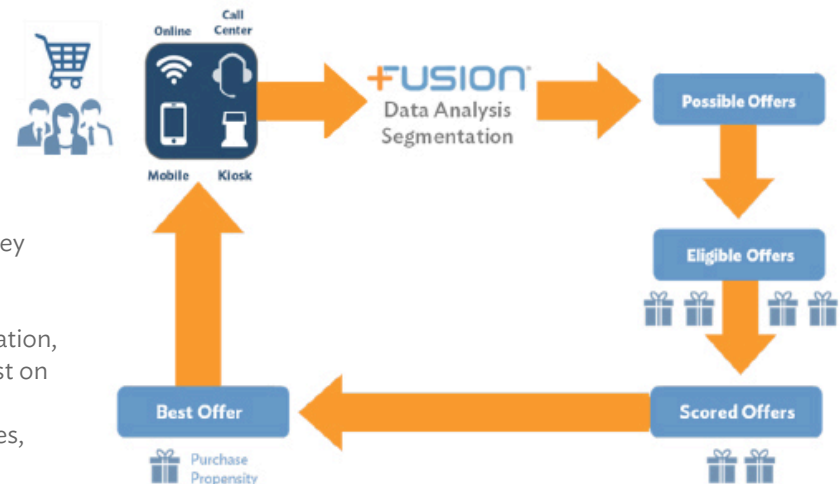 Call
Center
Online
Mobile
Kiosk
FUSION
Data Analysis
Segmentation
Possible Offers
Eligible Offers
Scored Offers
Best Offer
Purchase
Propensity
ey
ation,
st on
es,